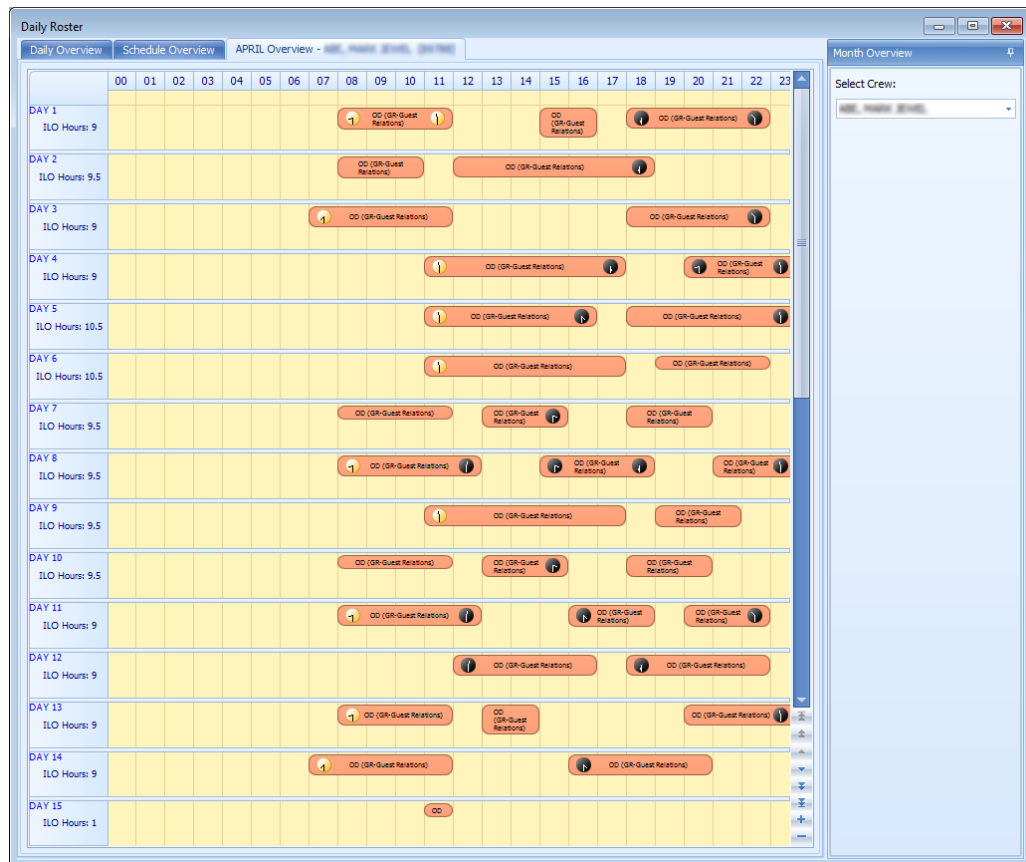 Daily Roster
Daily Overview
Schedule Overview
APRIL Overview -
Month Overview
Select Crew:
00 01 02 03 04 05 06 07 08 09 10 11 12 13 14 15 16 17 18 19 20 21 22 23
DAY 1
ILO Hours: 9
OD (GR-Guest
Relations)
OD
(GR-Guest
Relations)
OD (GR-Guest Relations)
DAY 2
ILO Hours: 9.5
OD (GR-Guest
Relations)
OD (GR-Guest Relations)
DAY 3
ILO Hours: 9
OD (GR-Guest Relations)
OD (GR-Guest Relations)
DAY 4
ILO Hours: 9
OD (GR-Guest Relations)
OD (GR-Guest
Relations)
DAY 5
ILO Hours: 10.5
OD (GR-Guest Relations)
OD (GR-Guest Relations)
DAY 6
ILO Hours: 10.5
OD (GR-Guest Relations)
OD (GR-Guest Relations)
DAY 7
ILO Hours: 9.5
OD (GR-Guest Relations)
OD (GR-Guest
Relations)
OD (GR-Guest
Relations)
DAY 8
ILO Hours: 9.5
OD (GR-Guest Relations)
OD (GR-Guest
Relations)
OD (GR-Guest
Relations)
DAY 9
ILO Hours: 9.5
OD (GR-Guest Relations)
OD (GR-Guest
Relations)
DAY 10
ILO Hours: 9.5
OD (GR-Guest Relations)
OD (GR-Guest
Relations)
OD (GR-Guest
Relations)
DAY 11
ILO Hours: 9
OD (GR-Guest Relations)
OD (GR-Guest
Relations)
OD (GR-Guest
Relations)
DAY 12
ILO Hours: 9
OD (GR-Guest Relations)
OD (GR-Guest Relations)
DAY 13
ILO Hours: 9
OD (GR-Guest Relations)
OD
(GR-Guest
Relations)
OD (GR-Guest Relations)
DAY 14
ILO Hours: 9
OD (GR-Guest Relations)
OD (GR-Guest Relations)
DAY 15
ILO Hours: 1
OD